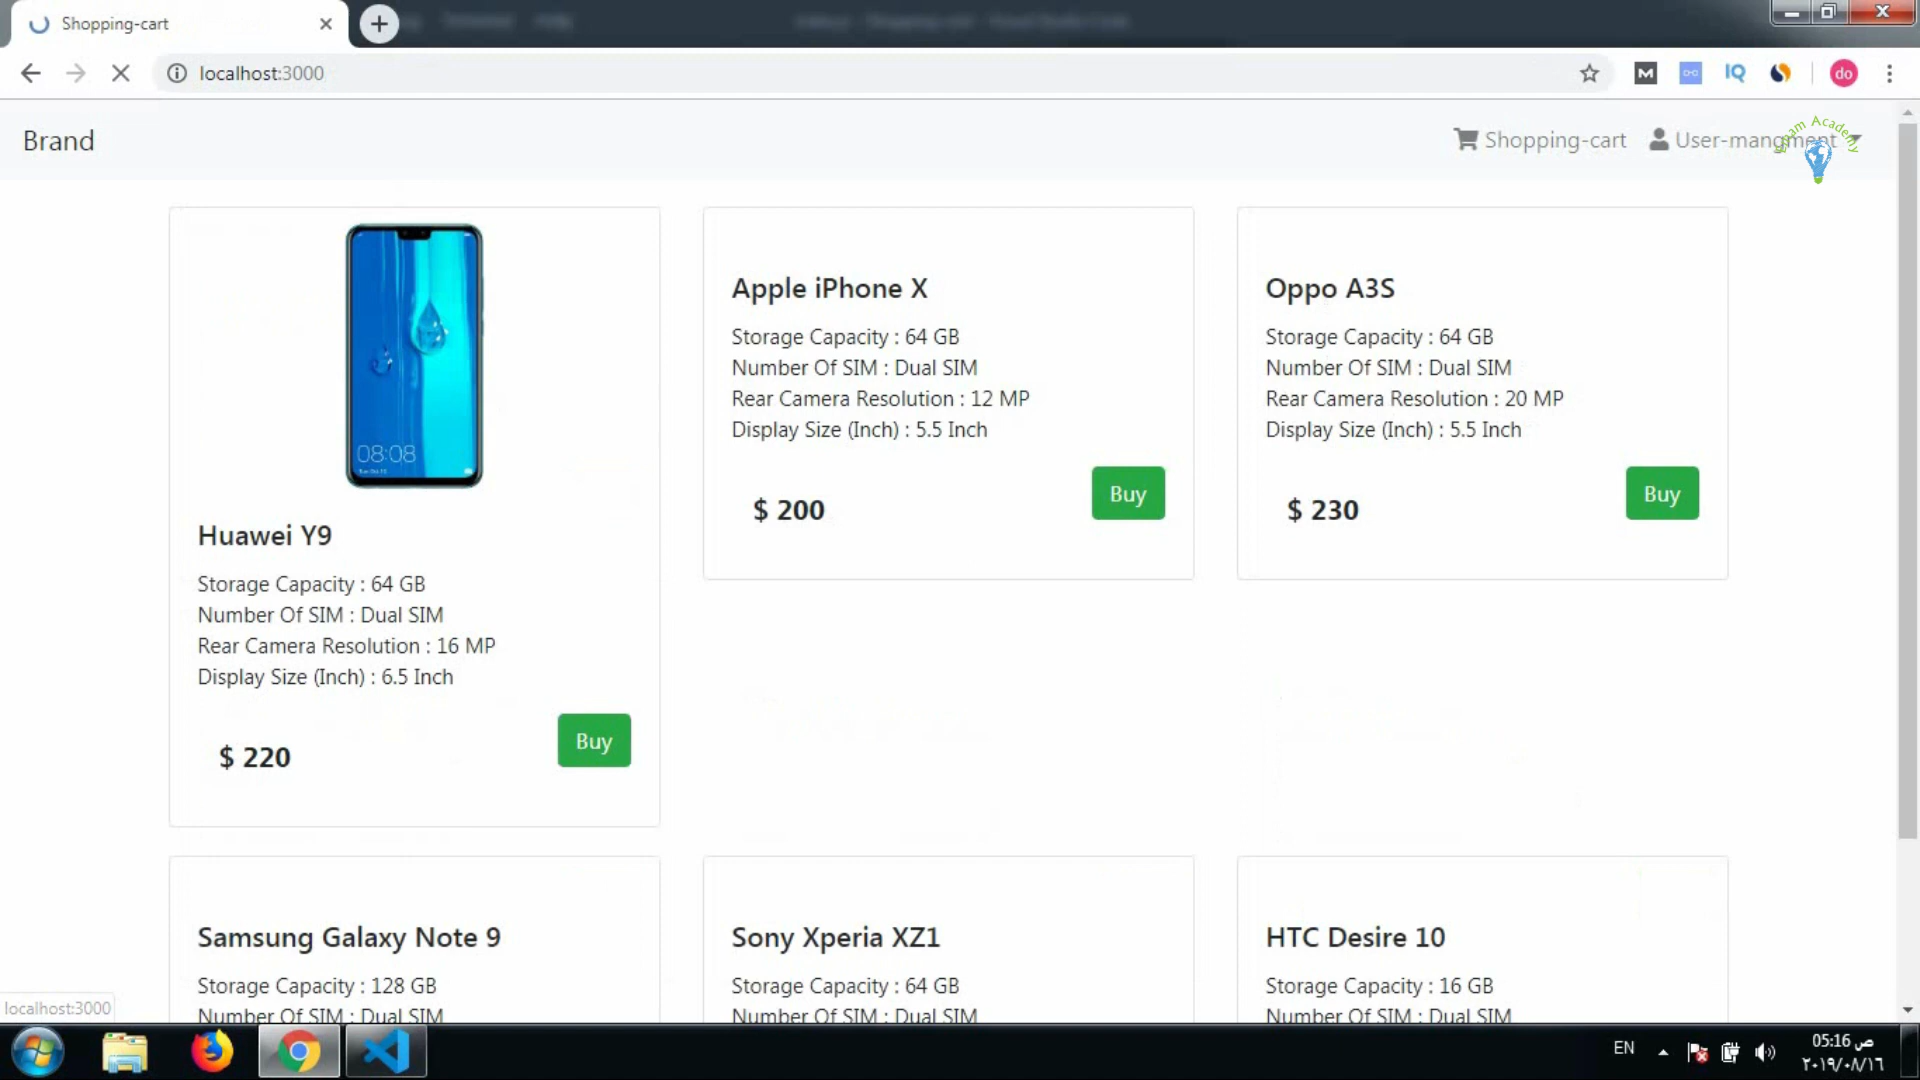 Shopping-cart
localhost:3000
M
IQ
do
Brand
Shopping-cart
User-mangment
Enam Academy
08:08
Huawei Y9
Storage Capacity : 64 GB
Number Of SIM : Dual SIM
Rear Camera Resolution : 16 MP
Display Size (Inch) : 6.5 Inch
$ 220
Buy
Apple iPhone X
Storage Capacity : 64 GB
Number Of SIM : Dual SIM
Rear Camera Resolution : 12 MP
Display Size (Inch) : 5.5 Inch
$ 200
Buy
Oppo A3S
Storage Capacity : 64 GB
Number Of SIM : Dual SIM
Rear Camera Resolution : 20 MP
Display Size (Inch) : 5.5 Inch
$ 230
Buy
Samsung Galaxy Note 9
Storage Capacity : 128 GB
Number Of SIM : Dual SIM
Sony Xperia XZ1
Storage Capacity : 64 GB
Number Of SIM : Dual SIM
HTC Desire 10
Storage Capacity : 16 GB
Number Of SIM : Dual SIM
localhost:3000
EN
05:16 ص
٢٠١٩/٠٨/١٦